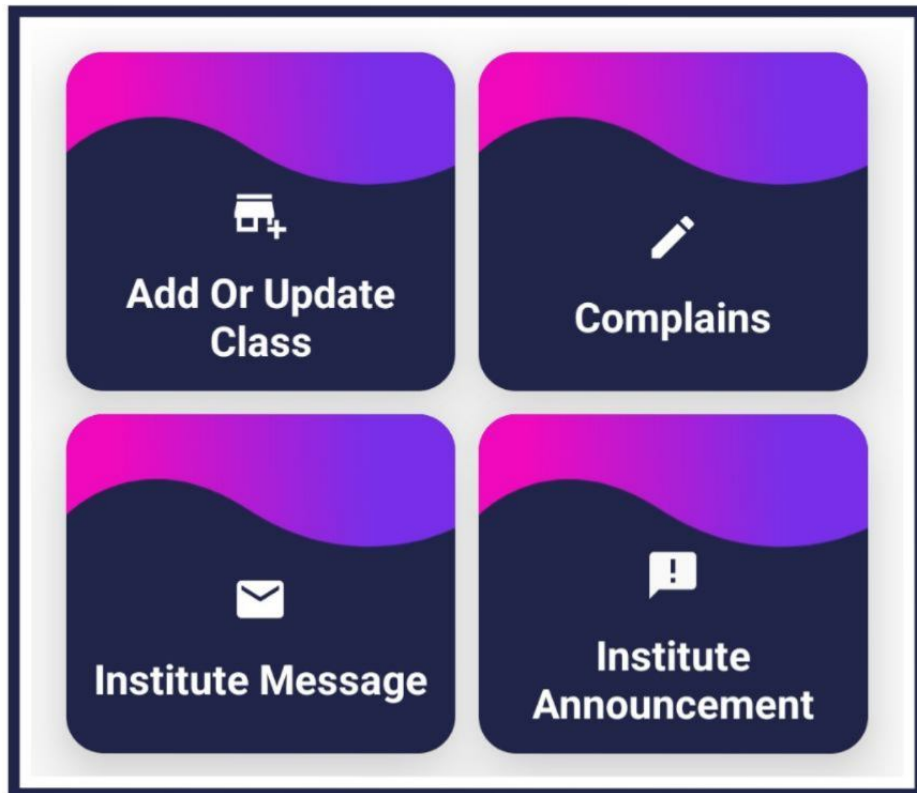 Add Or Update
Class
Complains
Institute Message
Institute
Announcement